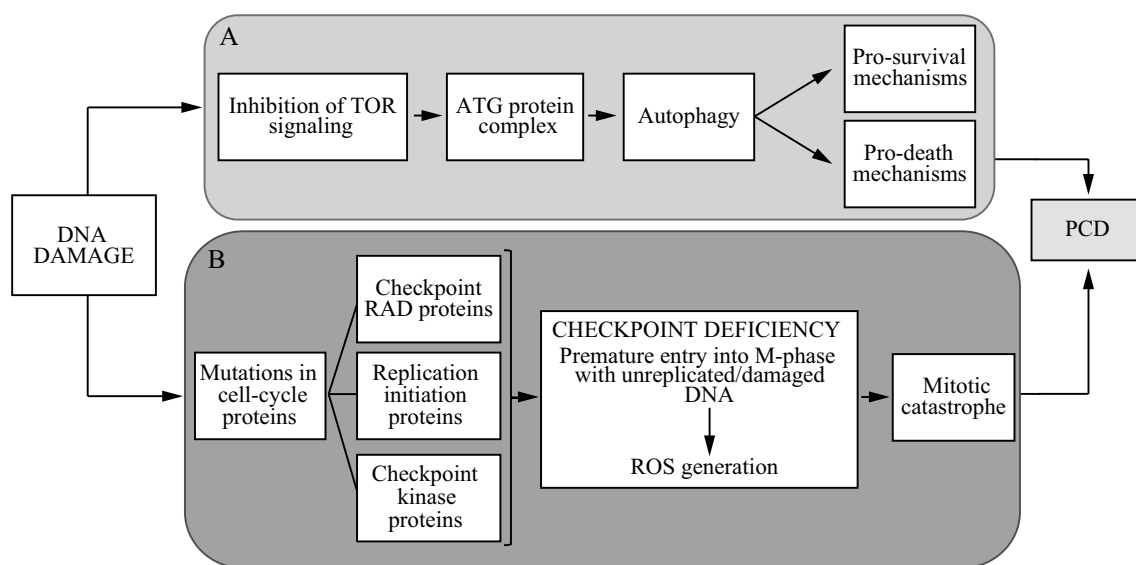 A
Inhibition of TOR
signaling
ATG protein
complex
Autophagy
Pro-survival
mechanisms
Pro-death
mechanisms
DNA
DAMAGE
PCD
B
Mutations in
cell-cycle
proteins
Checkpoint
RAD proteins
Replication
initiation
proteins
Checkpoint
kinase
proteins
CHECKPOINT DEFICIENCY
Premature entry into M-phase
with unreplicated/damaged
DNA
ROS generation
Mitotic
catastrophe